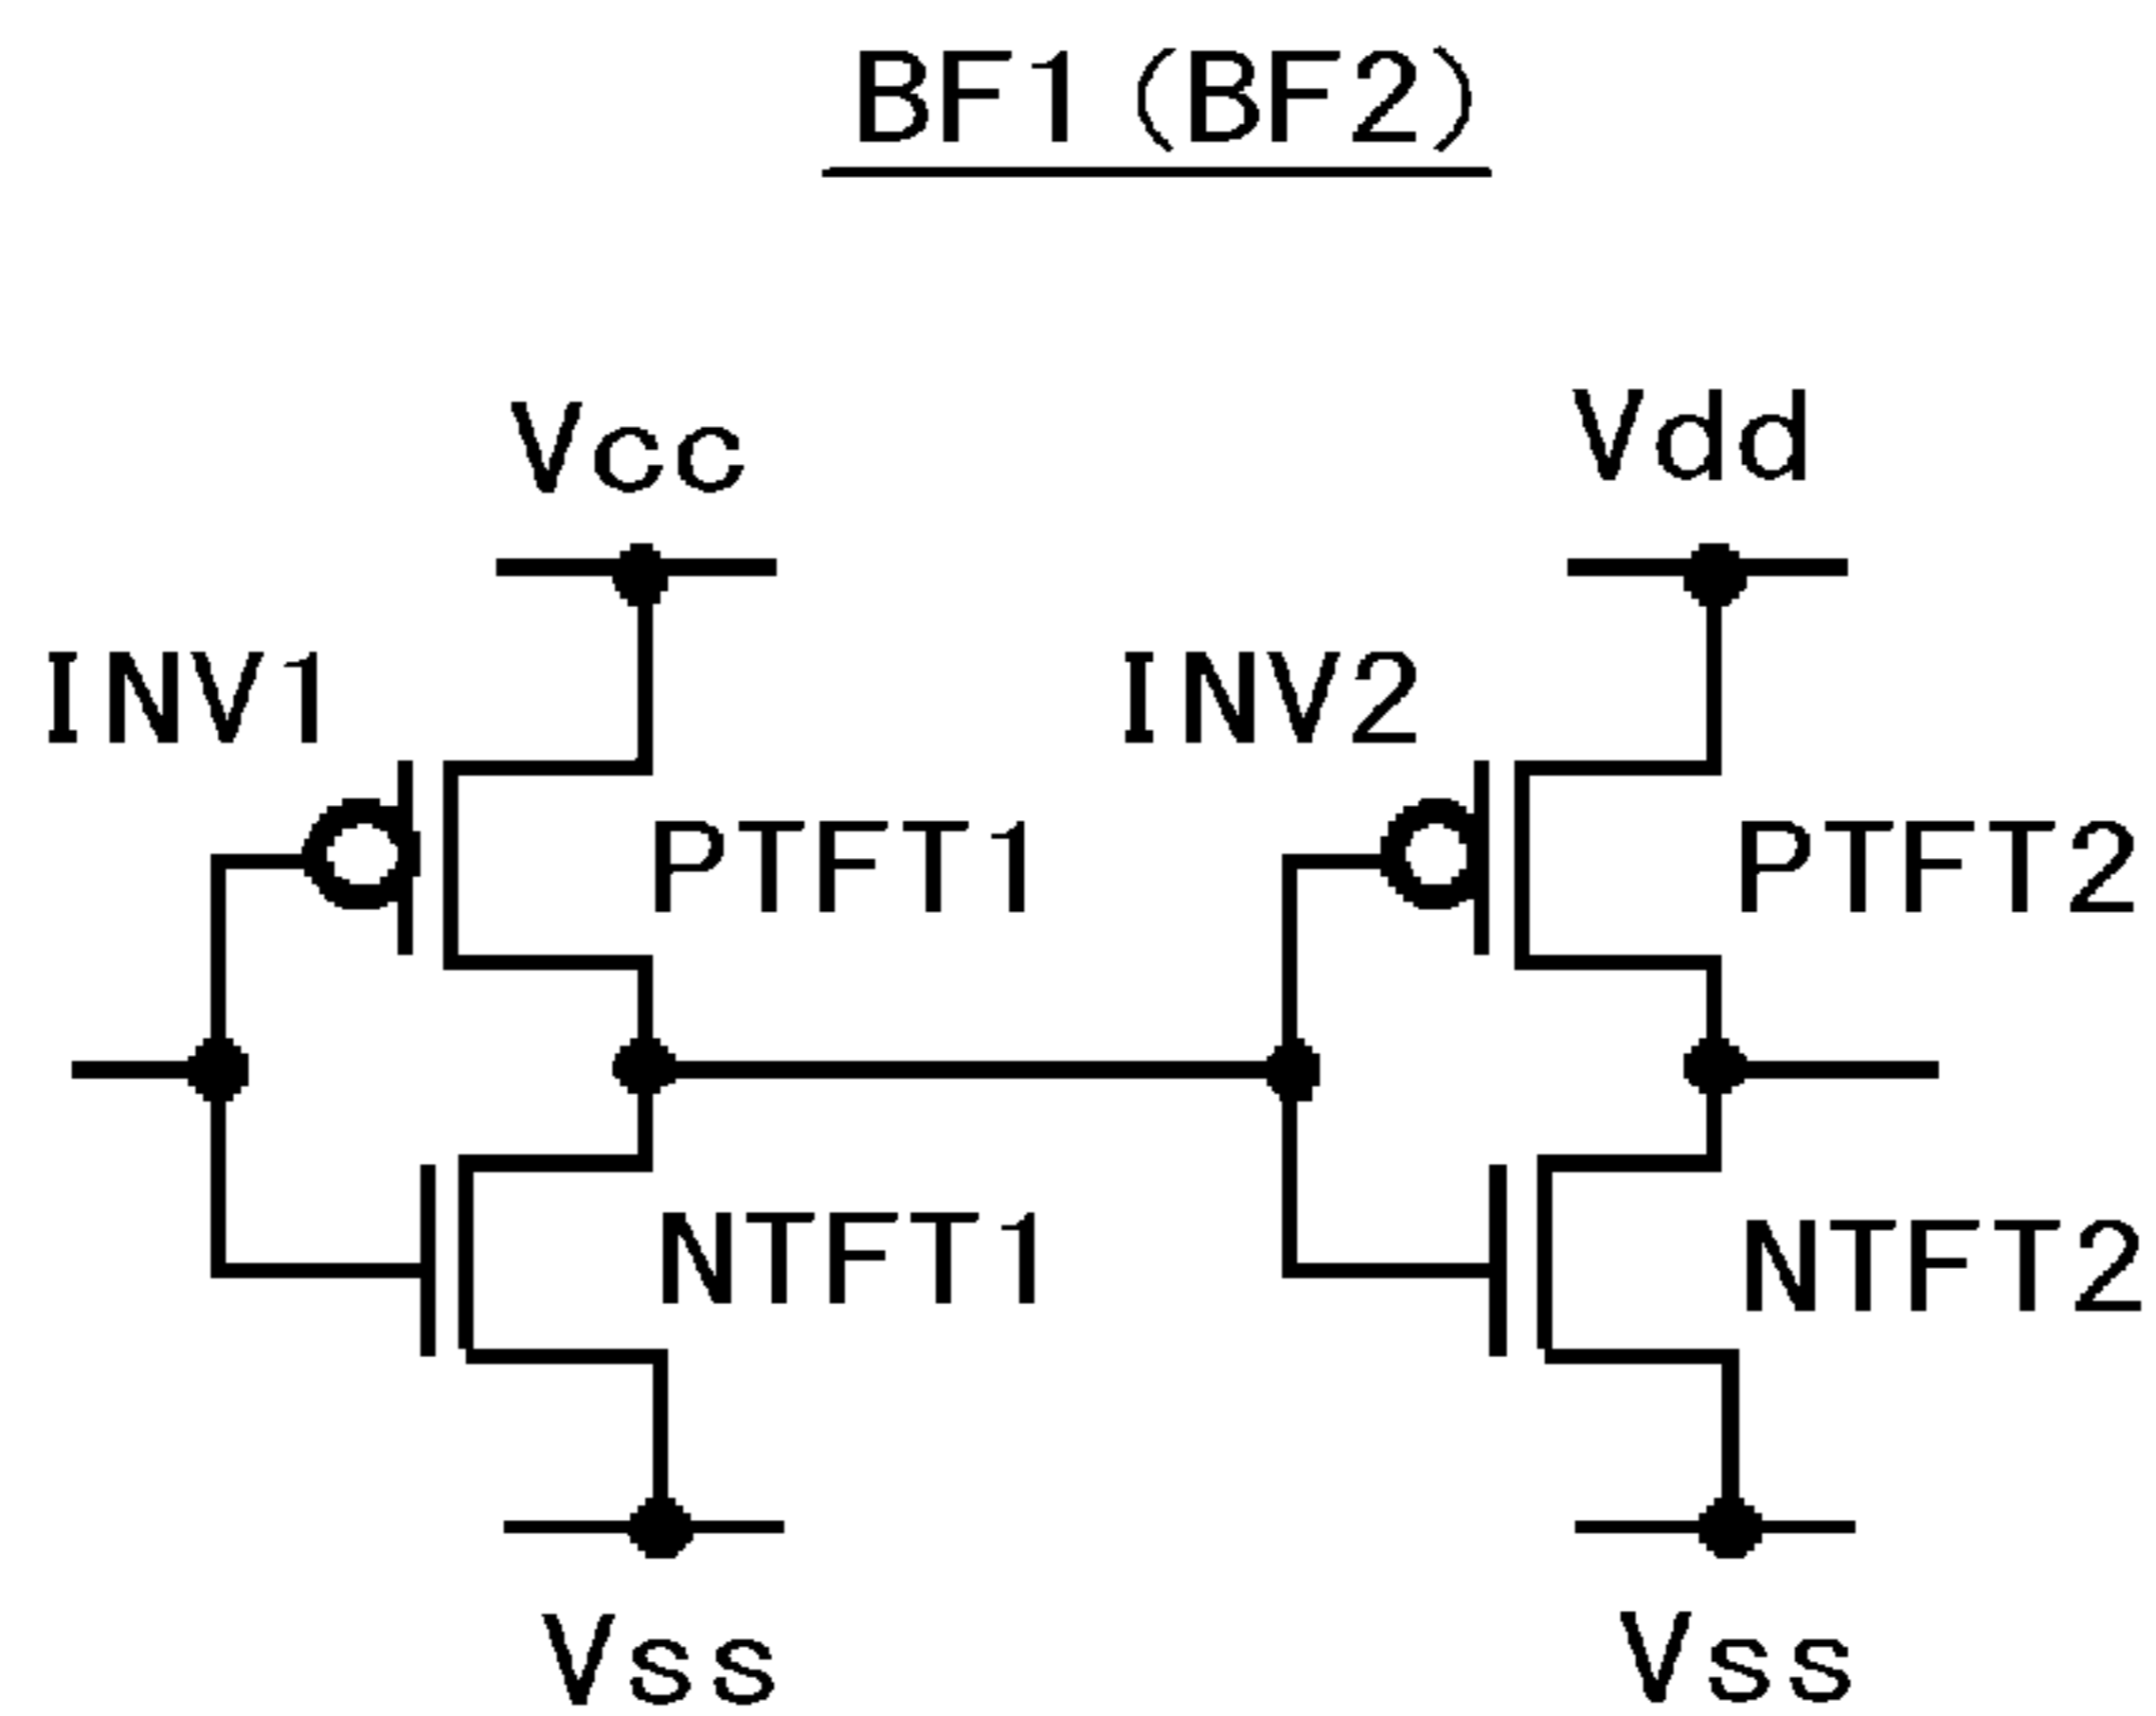 BF1(BF2)
Vcc
Vdd
INV1
INV2
PTFT1
PTFT2
NTFT1
NTFT2
Vss
Vss